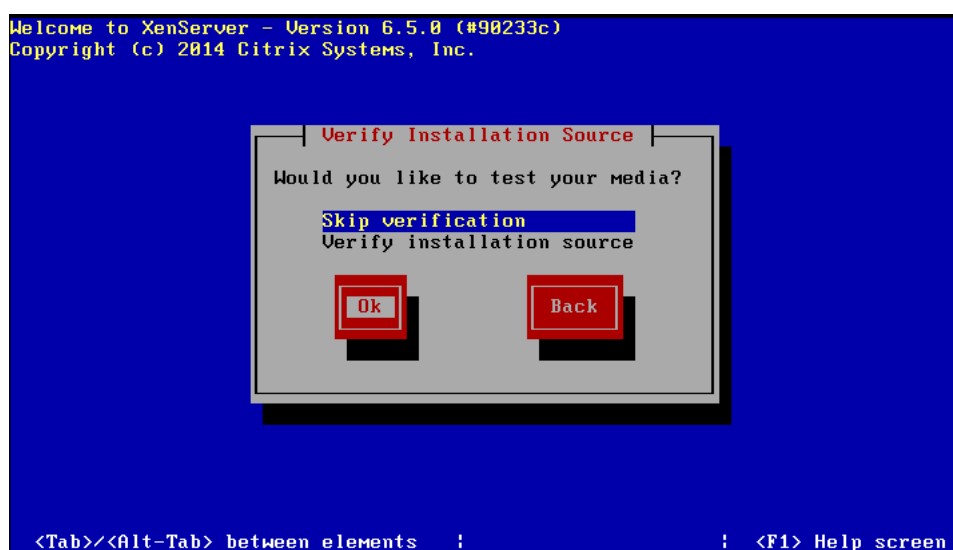 Welcome to XenServer - Version 6.5.0 (#90233c)
Copyright (c) 2014 Citrix Systems, Inc.
Verify Installation Source
Would you like to test your media?
Skip verification
Verify installation source
Ok Back
<Tab>/<Alt-Tab> between elements | | <F1> Help screen